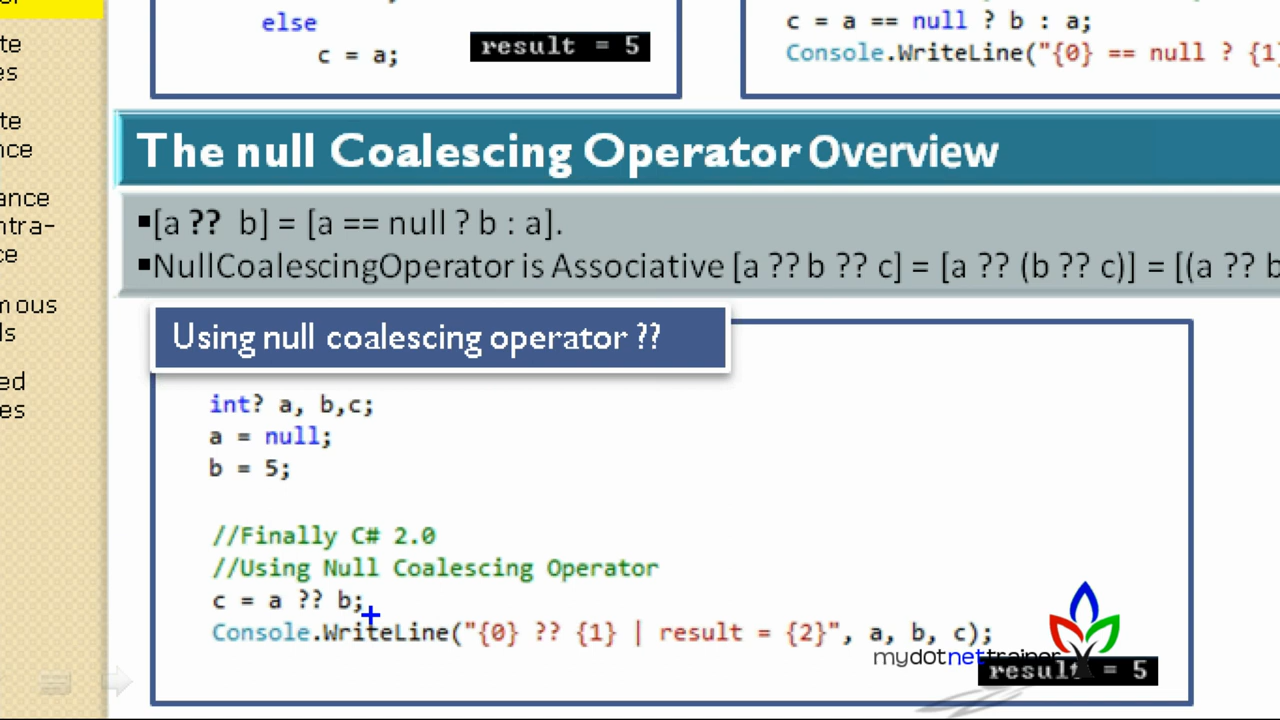 else
c = a;
result = 5
c = a == null ? b : a;
Console.WriteLine("{0} == null ? {1}
The null Coalescing Operator Overview
▪[a ?? b] = [a == null ? b : a].
▪NullCoalescingOperator is Associative [a ?? b ?? c] = [a ?? (b ?? c)] = [(a ?? b
Using null coalescing operator ??
int? a, b,c;
a = null;
b = 5;
//Finally C# 2.0
//Using Null Coalescing Operator
c = a ?? b;
Console.WriteLine("{0} ?? {1} | result = {2}", a, b, c);
mydotnettrainer
result = 5